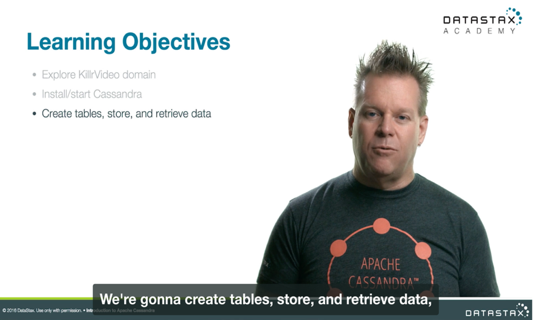 DATASTAX
ACADEMY
Learning Objectives
• Explore KillrVideo domain
• Install/start Cassandra
• Create tables, store, and retrieve data
APACHE
CASSANDRA™
We're gonna create tables, store, and retrieve data,
© 2015 DataStax. Use only with permission. • Introduction to Apache Cassandra
DATASTAX